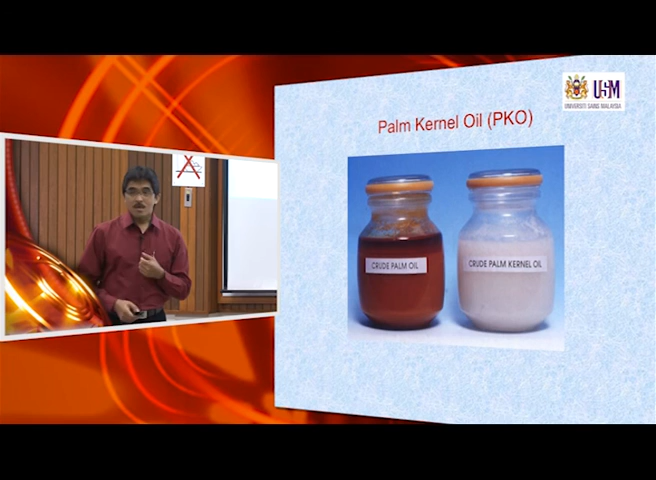 USM
UNIVERSITI SAINS MALAYSIA
Palm Kernel Oil (PKO)
CRUDE PALM OIL
CRUDE PALM KERNEL OIL